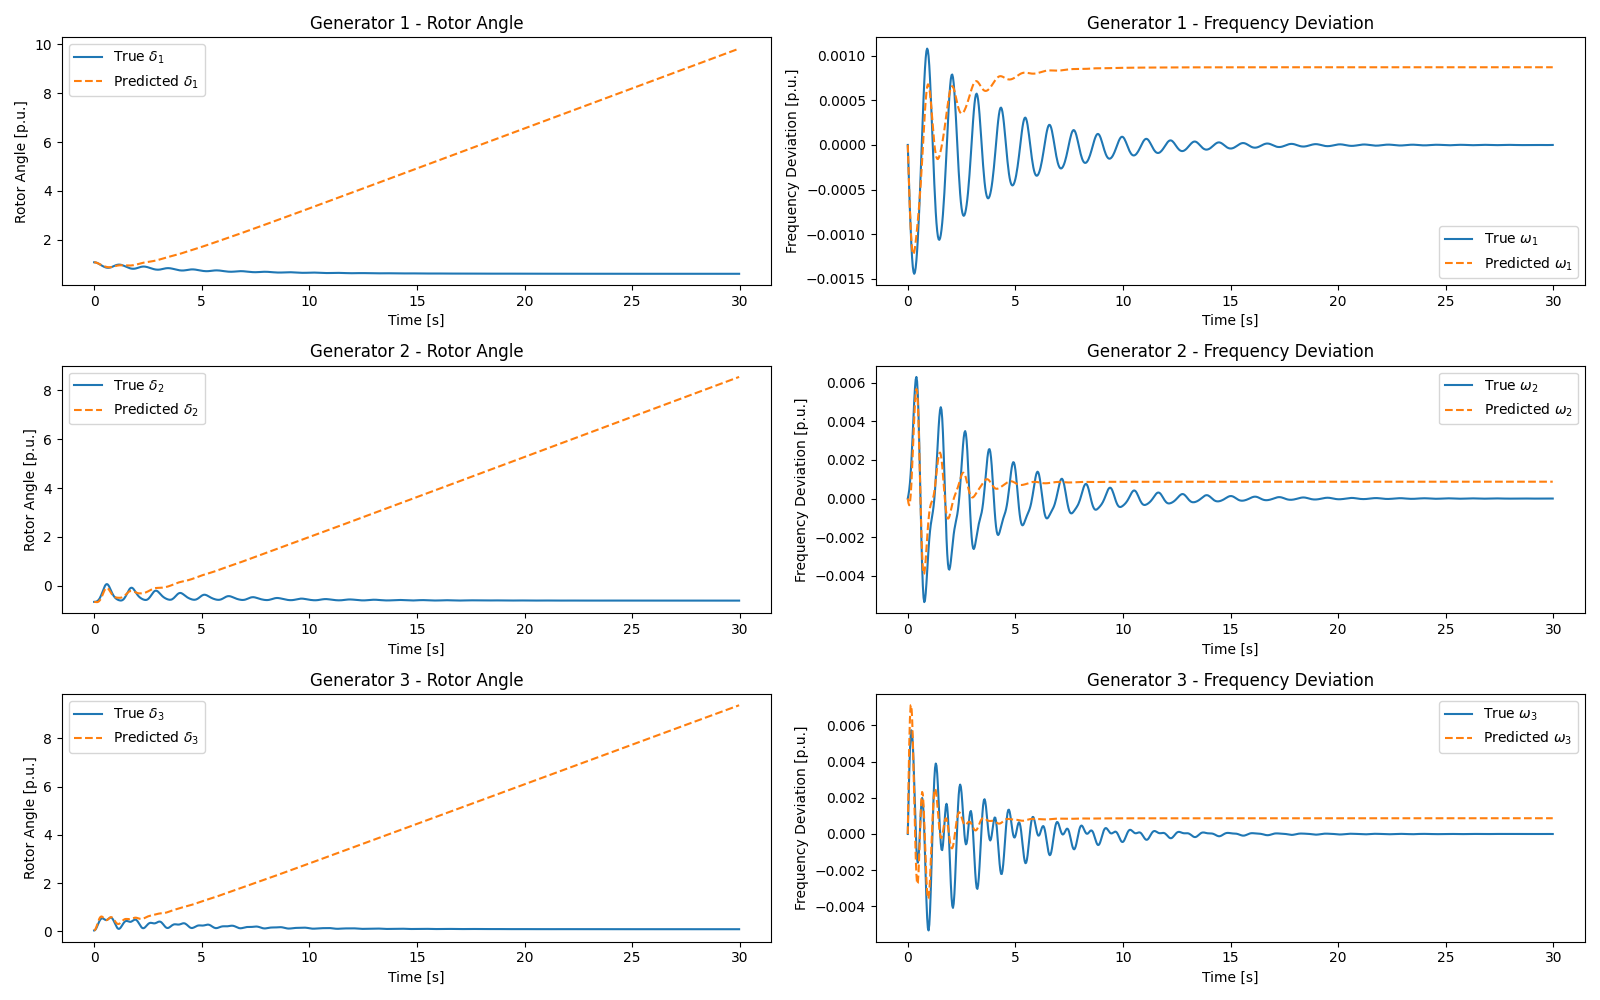 Generator 1 - Rotor Angle
Rotor Angle [p.u.]
10
8
6
4
2
True δ₁
Predicted δ₁
0 5 10 15 20 25 30
Time [s]
Generator 1 - Frequency Deviation
Frequency Deviation [p.u.]
0.0010
0.0005
0.0000
−0.0005
−0.0010
−0.0015
True ω₁
Predicted ω₁
0 5 10 15 20 25 30
Time [s]
Generator 2 - Rotor Angle
Rotor Angle [p.u.]
8
6
4
2
0
True δ₂
Predicted δ₂
0 5 10 15 20 25 30
Time [s]
Generator 2 - Frequency Deviation
Frequency Deviation [p.u.]
0.006
0.004
0.002
0.000
−0.002
−0.004
True ω₂
Predicted ω₂
0 5 10 15 20 25 30
Time [s]
Generator 3 - Rotor Angle
Rotor Angle [p.u.]
8
6
4
2
0
True δ₃
Predicted δ₃
0 5 10 15 20 25 30
Time [s]
Generator 3 - Frequency Deviation
Frequency Deviation [p.u.]
0.006
0.004
0.002
0.000
−0.002
−0.004
True ω₃
Predicted ω₃
0 5 10 15 20 25 30
Time [s]